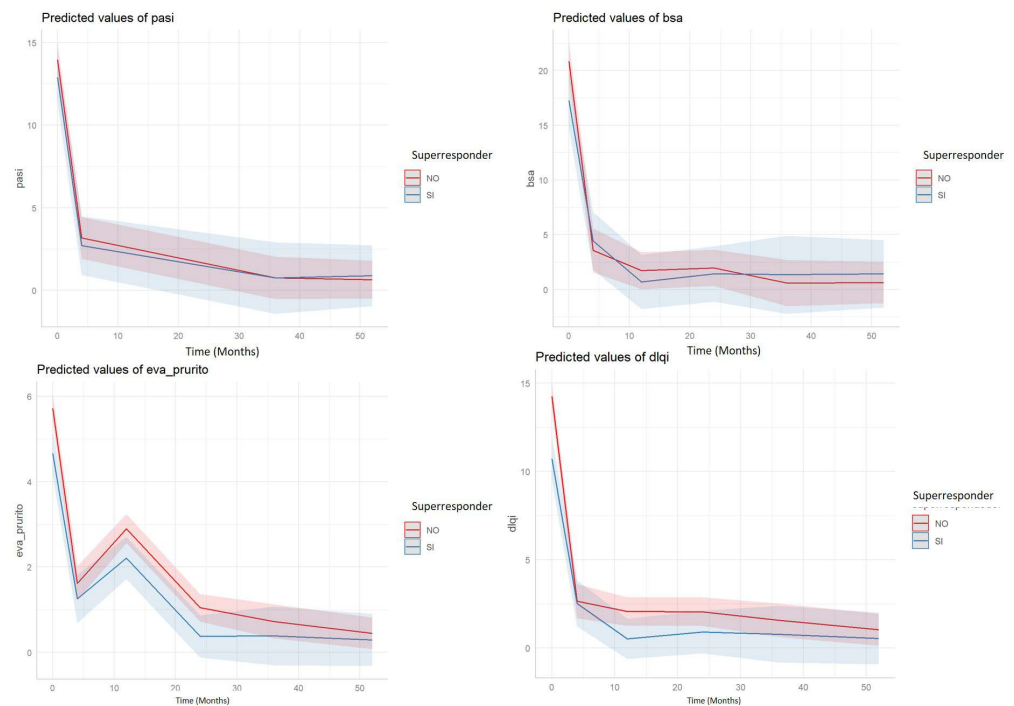 Predicted values of pasi
15
10
5
0
pasi
0 10 20 30 40 50
Time (Months)
Superresponder
NO
SI
Predicted values of bsa
20
15
10
5
0
bsa
0 10 20 30 40 50
Time (Months)
Superresponder
NO
SI
Predicted values of eva_prurito
6
4
2
0
eva_prurito
0 10 20 30 40 50
Time (Months)
Superresponder
NO
SI
Predicted values of dlqi
15
10
5
0
dlqi
0 10 20 30 40 50
Time (Months)
Superresponder
NO
SI